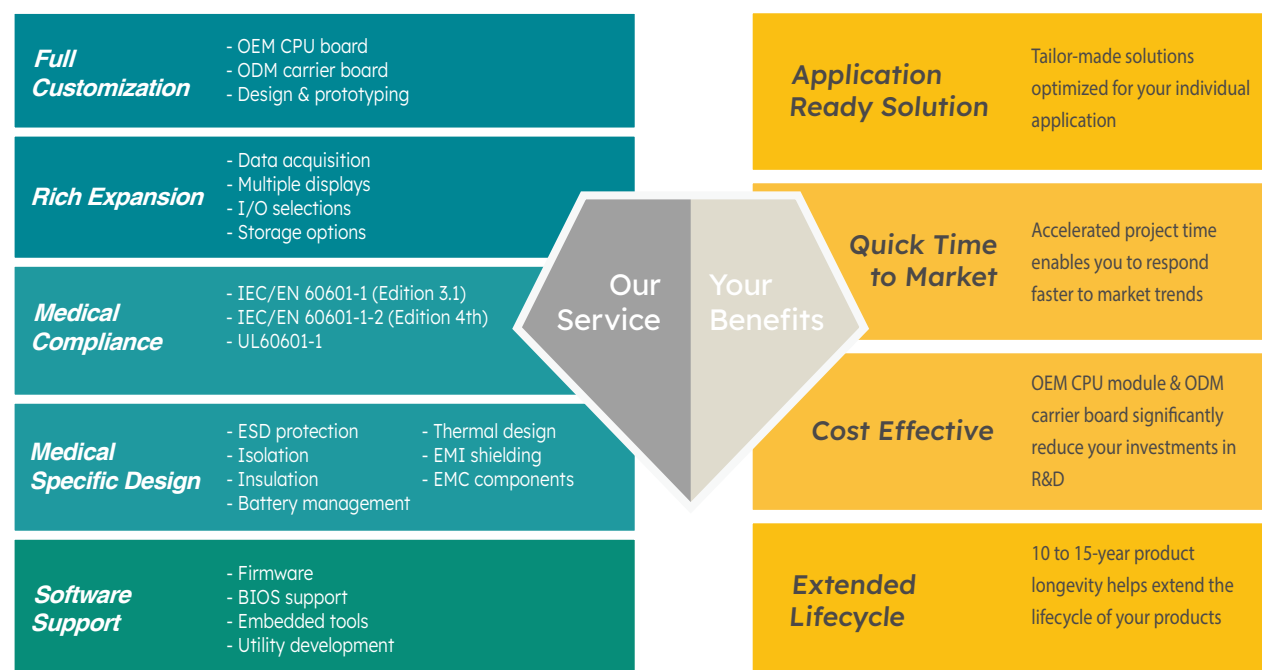 Full
Customization
- OEM CPU board
- ODM carrier board
- Design & prototyping
Rich Expansion
- Data acquisition
- Multiple displays
- I/O selections
- Storage options
Medical
Compliance
- IEC/EN 60601-1 (Edition 3.1)
- IEC/EN 60601-1-2 (Edition 4th)
- UL60601-1
Medical
Specific Design
- ESD protection
- Isolation
- Insulation
- Battery management
- Thermal design
- EMI shielding
- EMC components
Software
Support
- Firmware
- BIOS support
- Embedded tools
- Utility development
Our
Service
Your
Benefits
Application
Ready Solution
Tailor-made solutions
optimized for your individual
application
Quick Time
to Market
Accelerated project time
enables you to respond
faster to market trends
Cost Effective
OEM CPU module & ODM
carrier board significantly
reduce your investments in
R&D
Extended
Lifecycle
10 to 15-year product
longevity helps extend the
lifecycle of your products